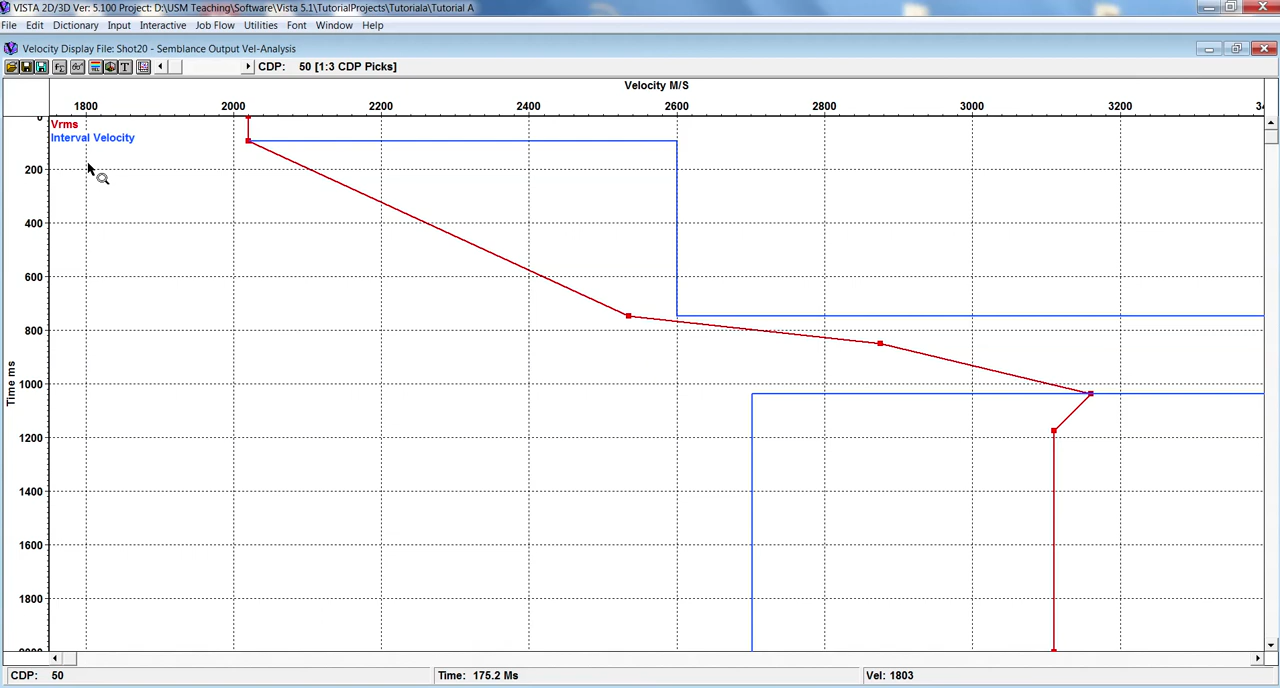 VISTA 2D/3D Ver: 5.100 Project: D:\USM Teaching\Software\Vista 5.1\TutorialProjects\Tutoriala\Tutorial A
File Edit Dictionary Input Interactive Job Flow Utilities Font Window Help
Velocity Display File: Shot20 - Semblance Output Vel-Analysis
CDP: 50 [1:3 CDP Picks]
Velocity M/S
1800 2000 2200 2400 2600 2800 3000 3200
0
Vrms
Interval Velocity
200
400
600
800
Time ms
1000
1200
1400
1600
1800
CDP: 50 Time: 175.2 Ms Vel: 1803